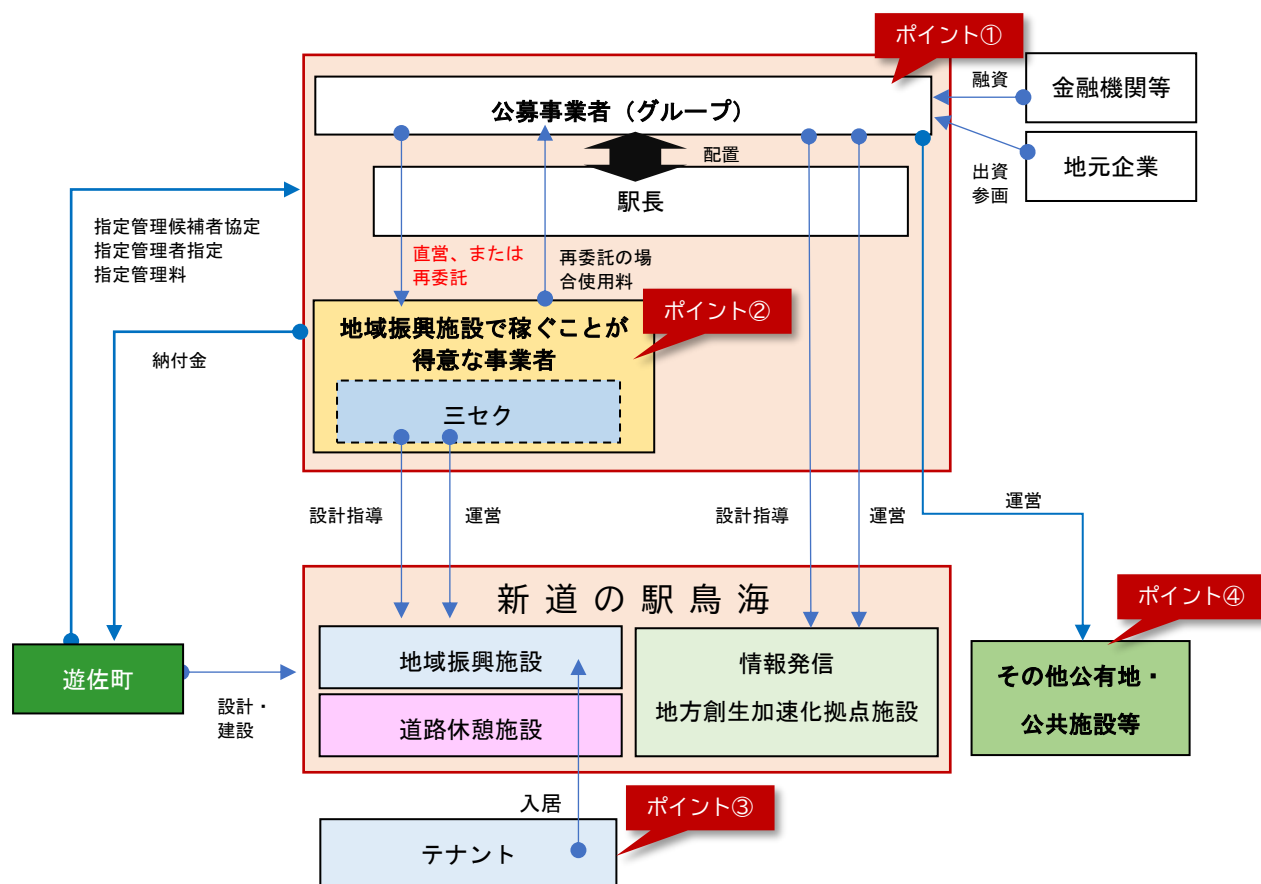 ポイント①
公募事業者（グループ）
融資
金融機関等
配置
出資
参画
地元企業
駅長
指定管理候補者協定
指定管理者指定
指定管理料
直営、または
再委託
再委託の場
合使用料
ポイント②
地域振興施設で稼ぐことが
得意な事業者
納付金
三セク
設計指導
運営
設計指導
運営
運営
新道の駅鳥海
ポイント④
地域振興施設
道路休憩施設
情報発信
地方創生加速化拠点施設
その他公有地・
公共施設等
遊佐町
設計・
建設
入居
ポイント③
テナント